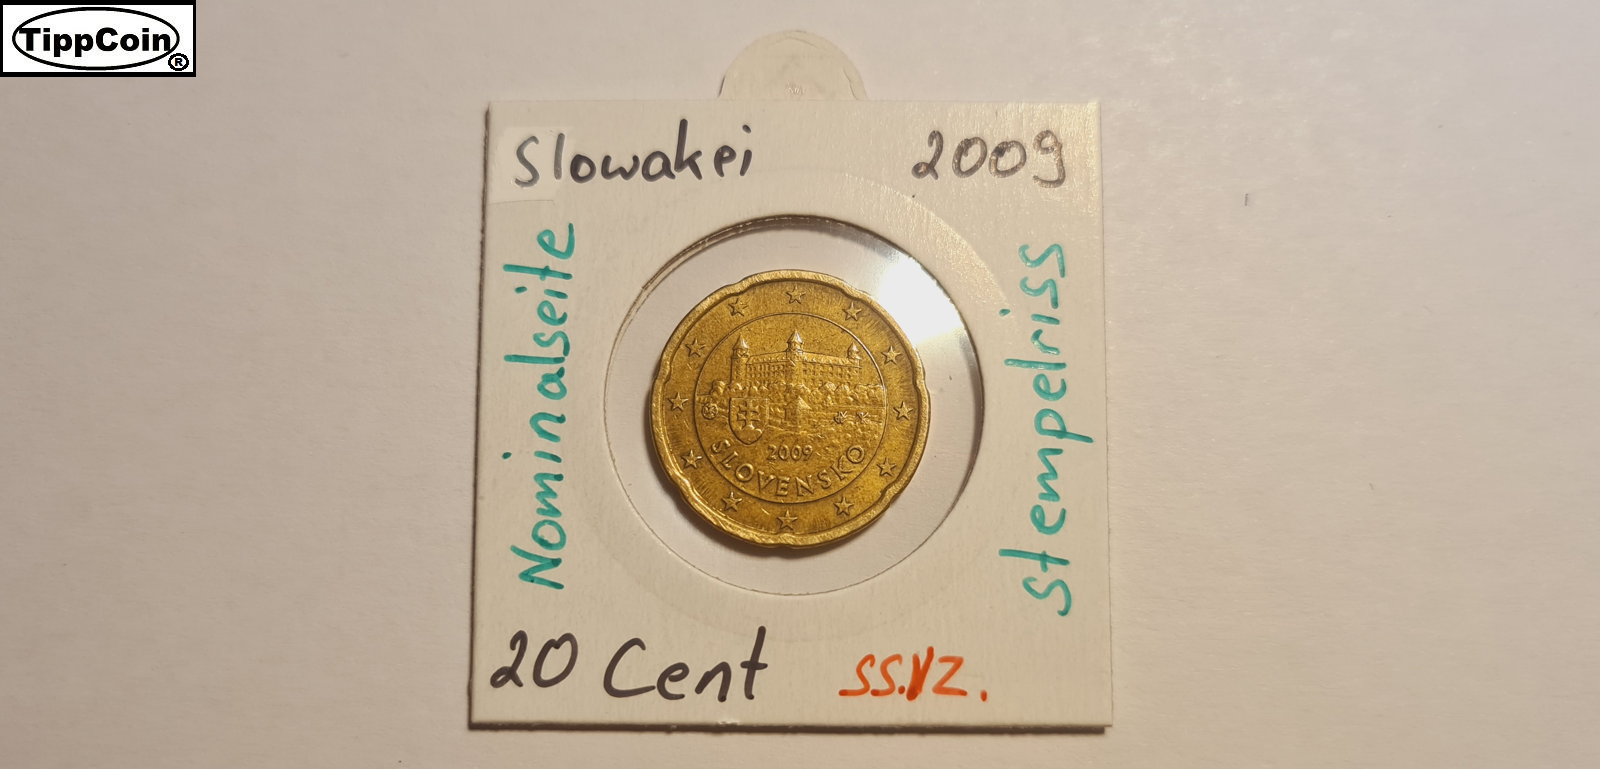 TippCoin
®
Slowakei 2009
Nominalseite
Stempelriss
2009
SLOVENSKO
20 Cent SS.VZ.